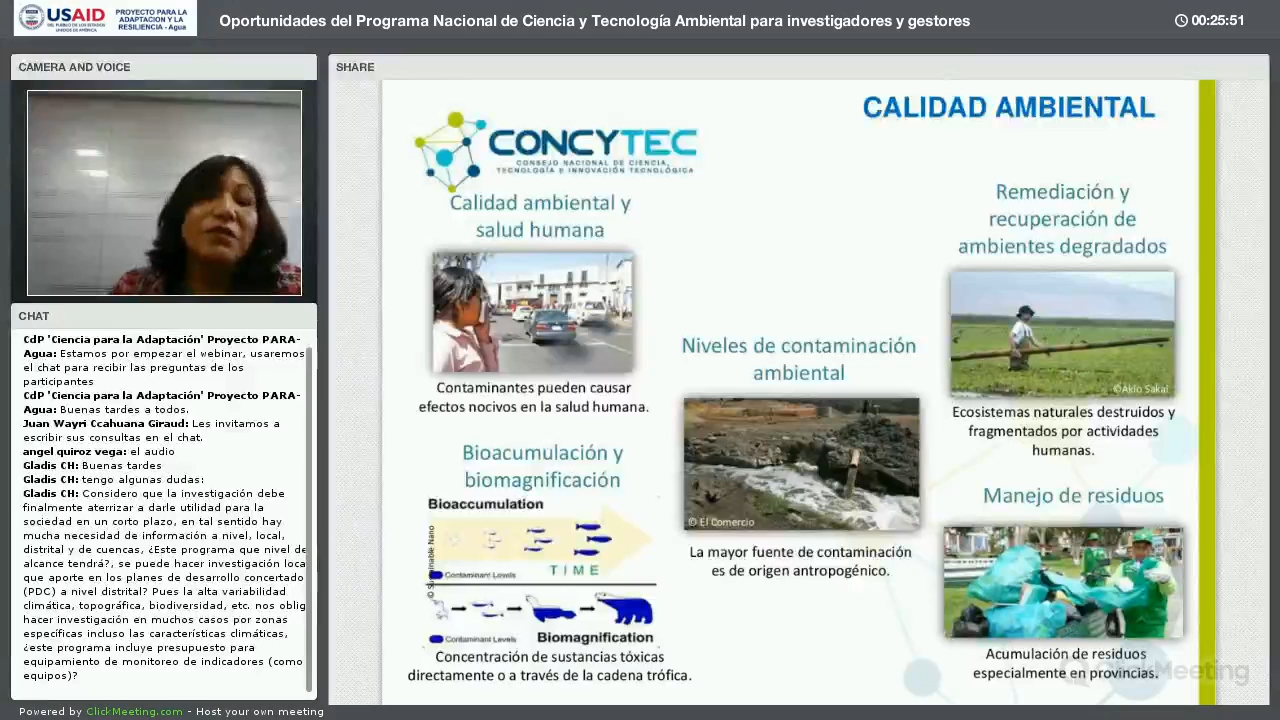 USAID
DEL PUEBLO DE LOS ESTADOS
UNIDOS DE AMÉRICA
PROYECTO PARA LA
ADAPTACIÓN Y LA
RESILIENCIA - Agua
Oportunidades del Programa Nacional de Ciencia y Tecnología Ambiental para investigadores y gestores
00:25:51
CAMERA AND VOICE
CHAT
CdP 'Ciencia para la Adaptación' Proyecto PARA-
Agua: Estamos por empezar el webinar, usaremos
el chat para recibir las preguntas de los
participantes
CdP 'Ciencia para la Adaptación' Proyecto PARA-
Agua: Buenas tardes a todos.
Juan Wayri Ccahuana Giraud: Les invitamos a
escribir sus consultas en el chat.
angel quiroz vega: el audio
Gladis CH: Buenas tardes
Gladis CH: tengo algunas dudas:
Gladis CH: Considero que la investigación debe
finalmente aterrizar a darle utilidad para la
sociedad en un corto plazo, en tal sentido hay
mucha necesidad de información a nivel, local,
distrital y de cuencas, ¿Este programa que nivel de
alcance tendrá?, se puede hacer investigación loca
que aporte en los planes de desarrollo concertado
(PDC) a nivel distrital? Pues la alta variabilidad
climática, topográfica, biodiversidad, etc. nos oblig
hacer investigación en muchos casos por zonas
específicas incluso las características climáticas,
¿este programa incluye presupuesto para
equipamiento de monitoreo de indicadores (como
equipos)?
SHARE
CALIDAD AMBIENTAL
CONCYTEC
CONSEJO NACIONAL DE CIENCIA,
TECNOLOGÍA E INNOVACIÓN TECNOLÓGICA
Calidad ambiental y
salud humana
Contaminantes pueden causar
efectos nocivos en la salud humana.
Bioacumulación y
biomagnificación
Bioaccumulation
© Sustainable Nano
TIME
Contaminant Levels
Contaminant Levels
Biomagnification
Concentración de sustancias tóxicas
directamente o a través de la cadena trófica.
Niveles de contaminación
ambiental
© El Comercio
La mayor fuente de contaminación
es de origen antropogénico.
Remediación y
recuperación de
ambientes degradados
©Aklo Sakal
Ecosistemas naturales destruidos y
fragmentados por actividades
humanas.
Manejo de residuos
Acumulación de residuos
especialmente en provincias.
ClickMeeting
Powered by ClickMeeting.com - Host your own meeting